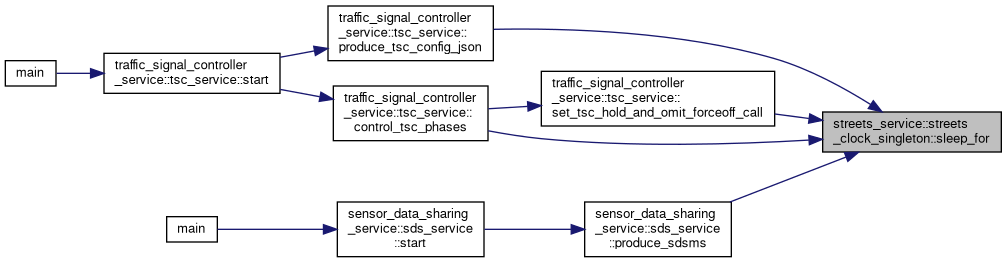 main
traffic_signal_controller
_service::tsc_service::start
traffic_signal_controller
_service::tsc_service::
produce_tsc_config_json
traffic_signal_controller
_service::tsc_service::
control_tsc_phases
traffic_signal_controller
_service::tsc_service::
set_tsc_hold_and_omit_forceoff_call
streets_service::streets
_clock_singleton::sleep_for
main
sensor_data_sharing
_service::sds_service
::start
sensor_data_sharing
_service::sds_service
::produce_sdsms